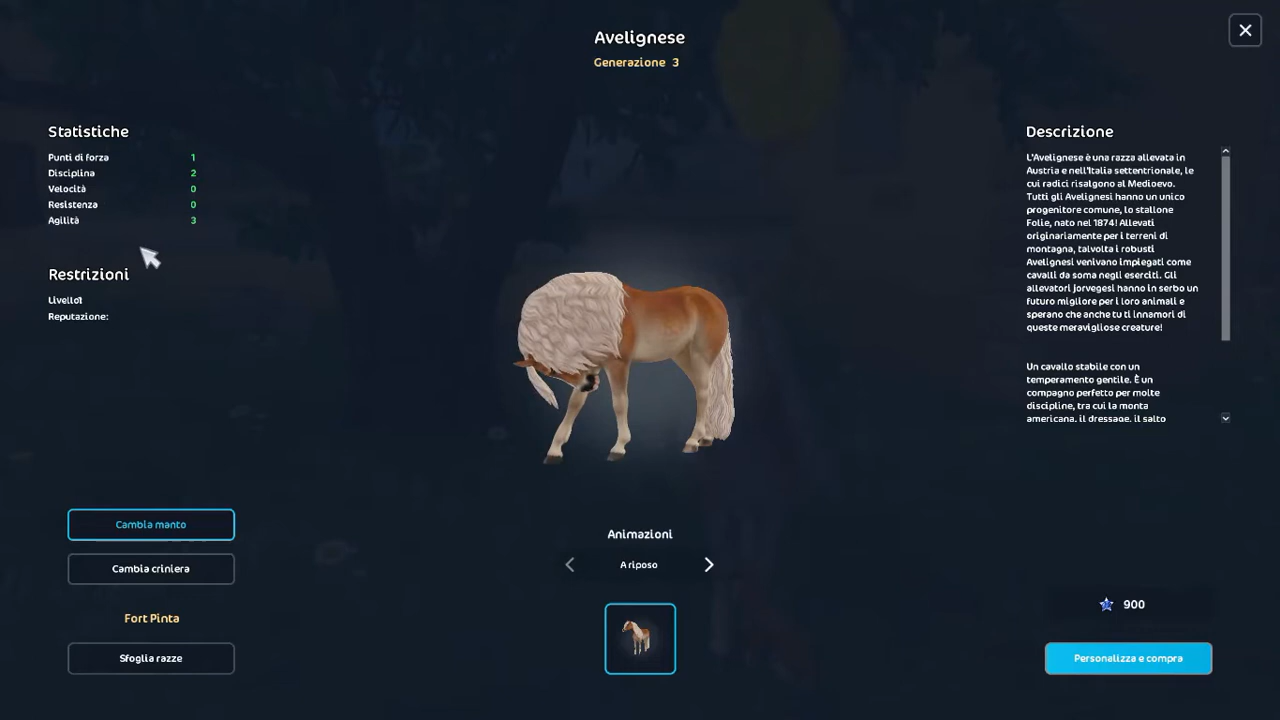 Avelignese
Generazione 3
Statistiche
Punti di forza 1
Disciplina 2
Velocità 0
Resistenza 0
Agilità 3
Restrizioni
Livello1
Reputazione:
Cambia manto
Cambia criniera
Fort Pinta
Sfoglia razze
Animazioni
A riposo
Descrizione
L'Avelignese è una razza allevata in
Austria e nell'Italia settentrionale, le
cui radici risalgono al Medioevo.
Tutti gli Avelignesi hanno un unico
progenitore comune, lo stallone
Folie, nato nel 1874! Allevati
originariamente per i terreni di
montagna, talvolta i robusti
Avelignesi venivano impiegati come
cavalli da soma negli eserciti. Gli
allevatori jorvegesi hanno in serbo un
futuro migliore per i loro animali e
sperano che anche tu ti innamori di
queste meravigliose creature!
Un cavallo stabile con un
temperamento gentile. È un
compagno perfetto per molte
discipline, tra cui la monta
americana, il dressage, il salto
900
Personalizza e compra